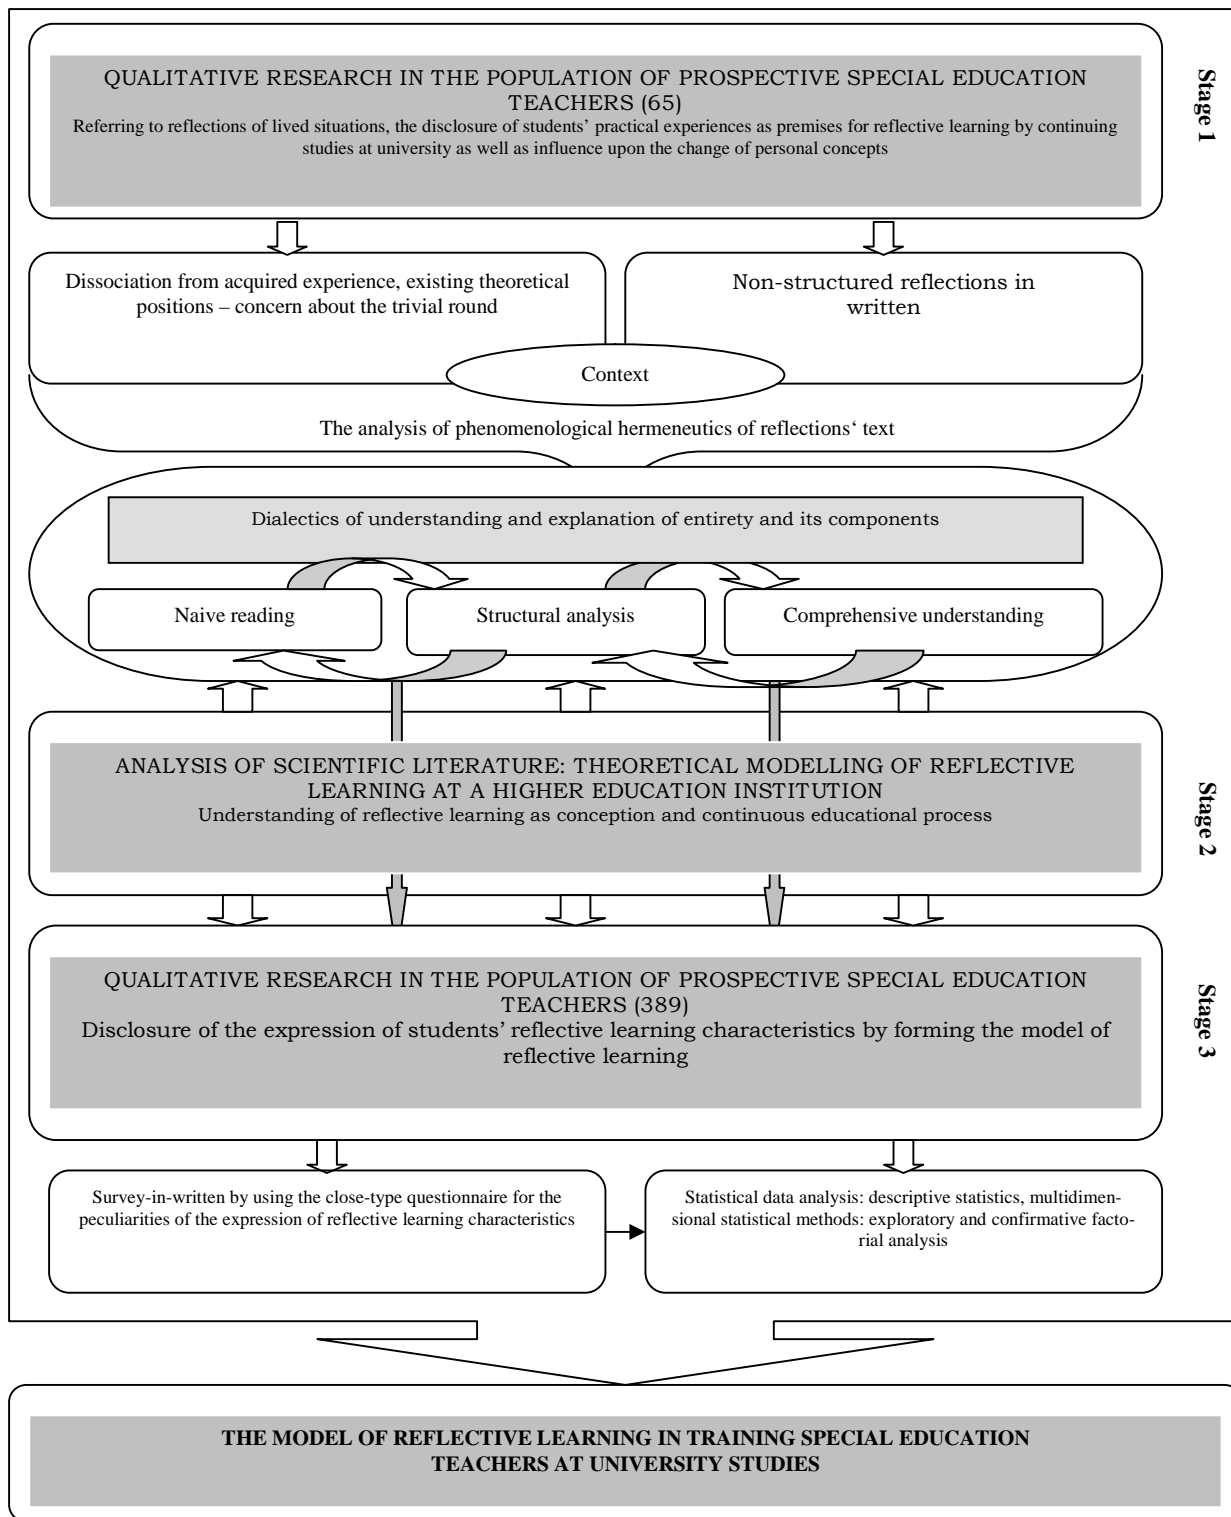 QUALITATIVE RESEARCH IN THE POPULATION OF PROSPECTIVE SPECIAL EDUCATION
TEACHERS (65)
Referring to reflections of lived situations, the disclosure of students’ practical experiences as premises for reflective learning by continuing
studies at university as well as influence upon the change of personal concepts
Stage 1
Dissociation from acquired experience, existing theoretical
positions – concern about the trivial round
Non-structured reflections in
written
Context
The analysis of phenomenological hermeneutics of reflections‘ text
Dialectics of understanding and explanation of entirety and its components
Naive reading
Structural analysis
Comprehensive understanding
ANALYSIS OF SCIENTIFIC LITERATURE: THEORETICAL MODELLING OF REFLECTIVE
LEARNING AT A HIGHER EDUCATION INSTITUTION
Understanding of reflective learning as conception and continuous educational process
Stage 2
QUALITATIVE RESEARCH IN THE POPULATION OF PROSPECTIVE SPECIAL EDUCATION
TEACHERS (389)
Disclosure of the expression of students’ reflective learning characteristics by forming the model of
reflective learning
Stage 3
Survey-in-written by using the close-type questionnaire for the
peculiarities of the expression of reflective learning characteristics
Statistical data analysis: descriptive statistics, multidimen-
sional statistical methods: exploratory and confirmative facto-
rial analysis
THE MODEL OF REFLECTIVE LEARNING IN TRAINING SPECIAL EDUCATION
TEACHERS AT UNIVERSITY STUDIES